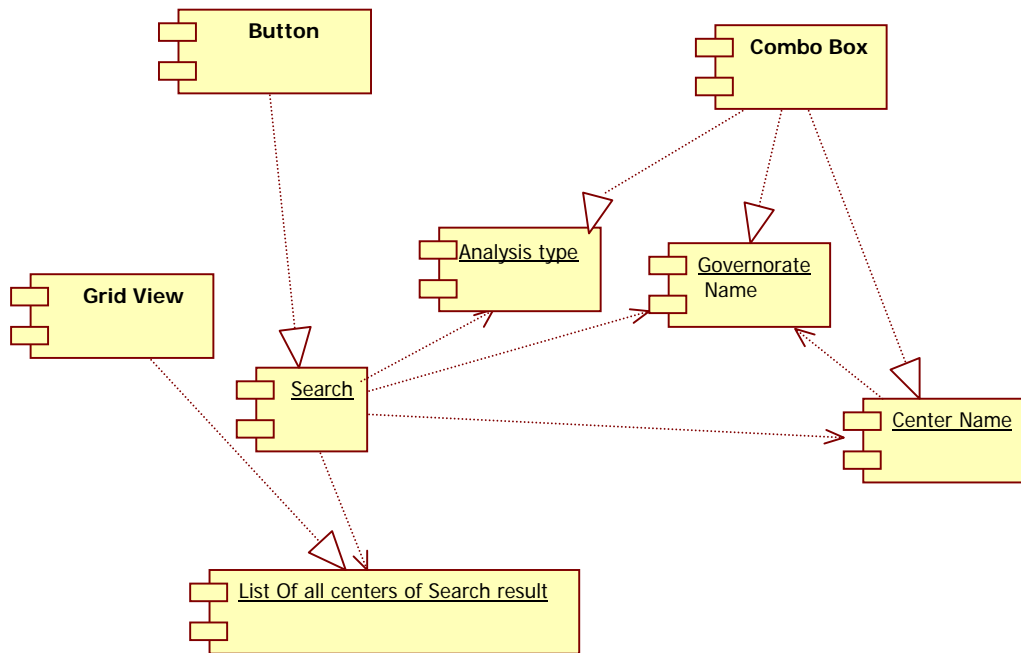 Button
Combo Box
Analysis type
Governorate
Name
Grid View
Search
Center Name
List Of all centers of Search result